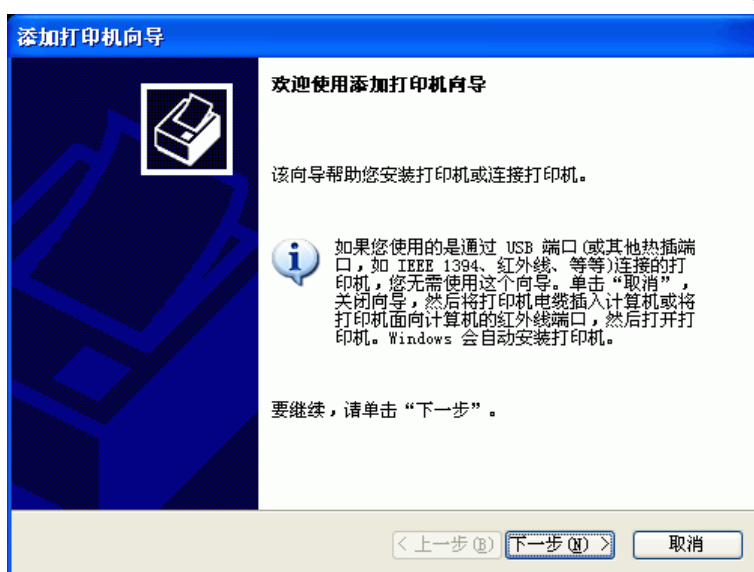 添加打印机向导
欢迎使用添加打印机向导
该向导帮助您安装打印机或连接打印机。
如果您使用的是通过 USB 端口(或其他热插端
口，如 IEEE 1394、红外线、等等)连接的打
印机，您无需使用这个向导。单击“取消”，
关闭向导，然后将打印机电缆插入计算机或将
打印机面向计算机的红外线端口，然后打开打
印机。Windows 会自动安装打印机。
要继续，请单击“下一步”。
< 上一步(B) 下一步(N) > 取消